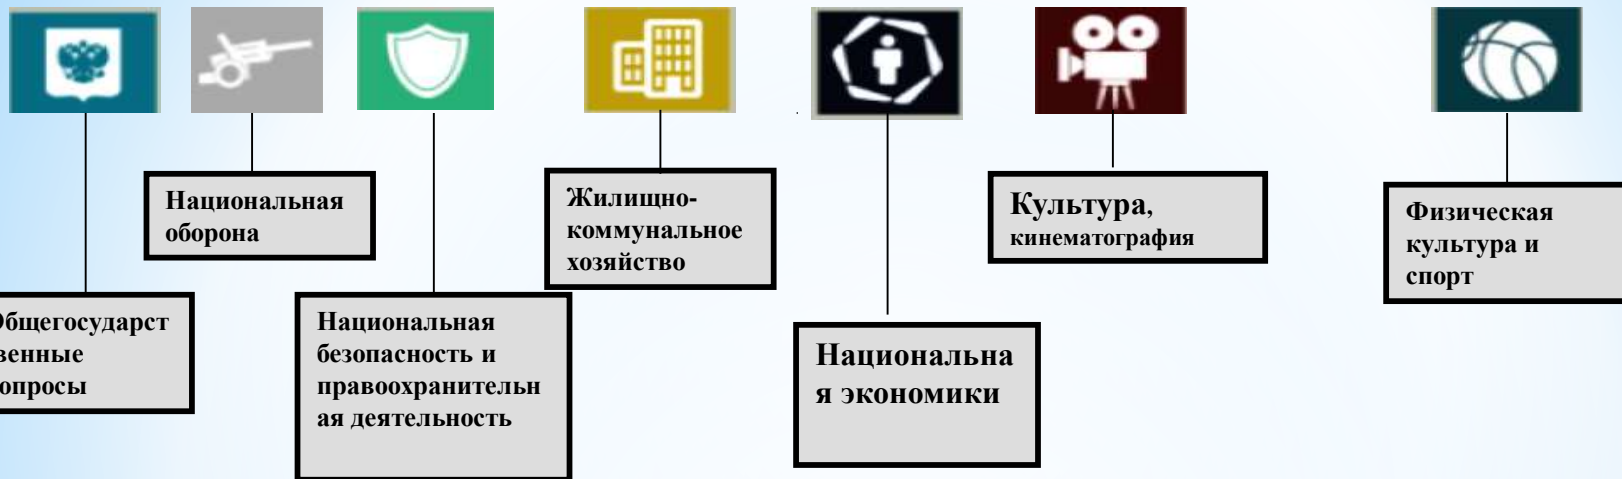 Общегосударст
венные
опросы
Национальная
оборона
Национальная
безопасность и
правоохранительн
ая деятельность
Жилищно-
коммунальное
хозяйство
Национальна
я экономики
Культура,
кинематография
Физическая
культура и
спорт